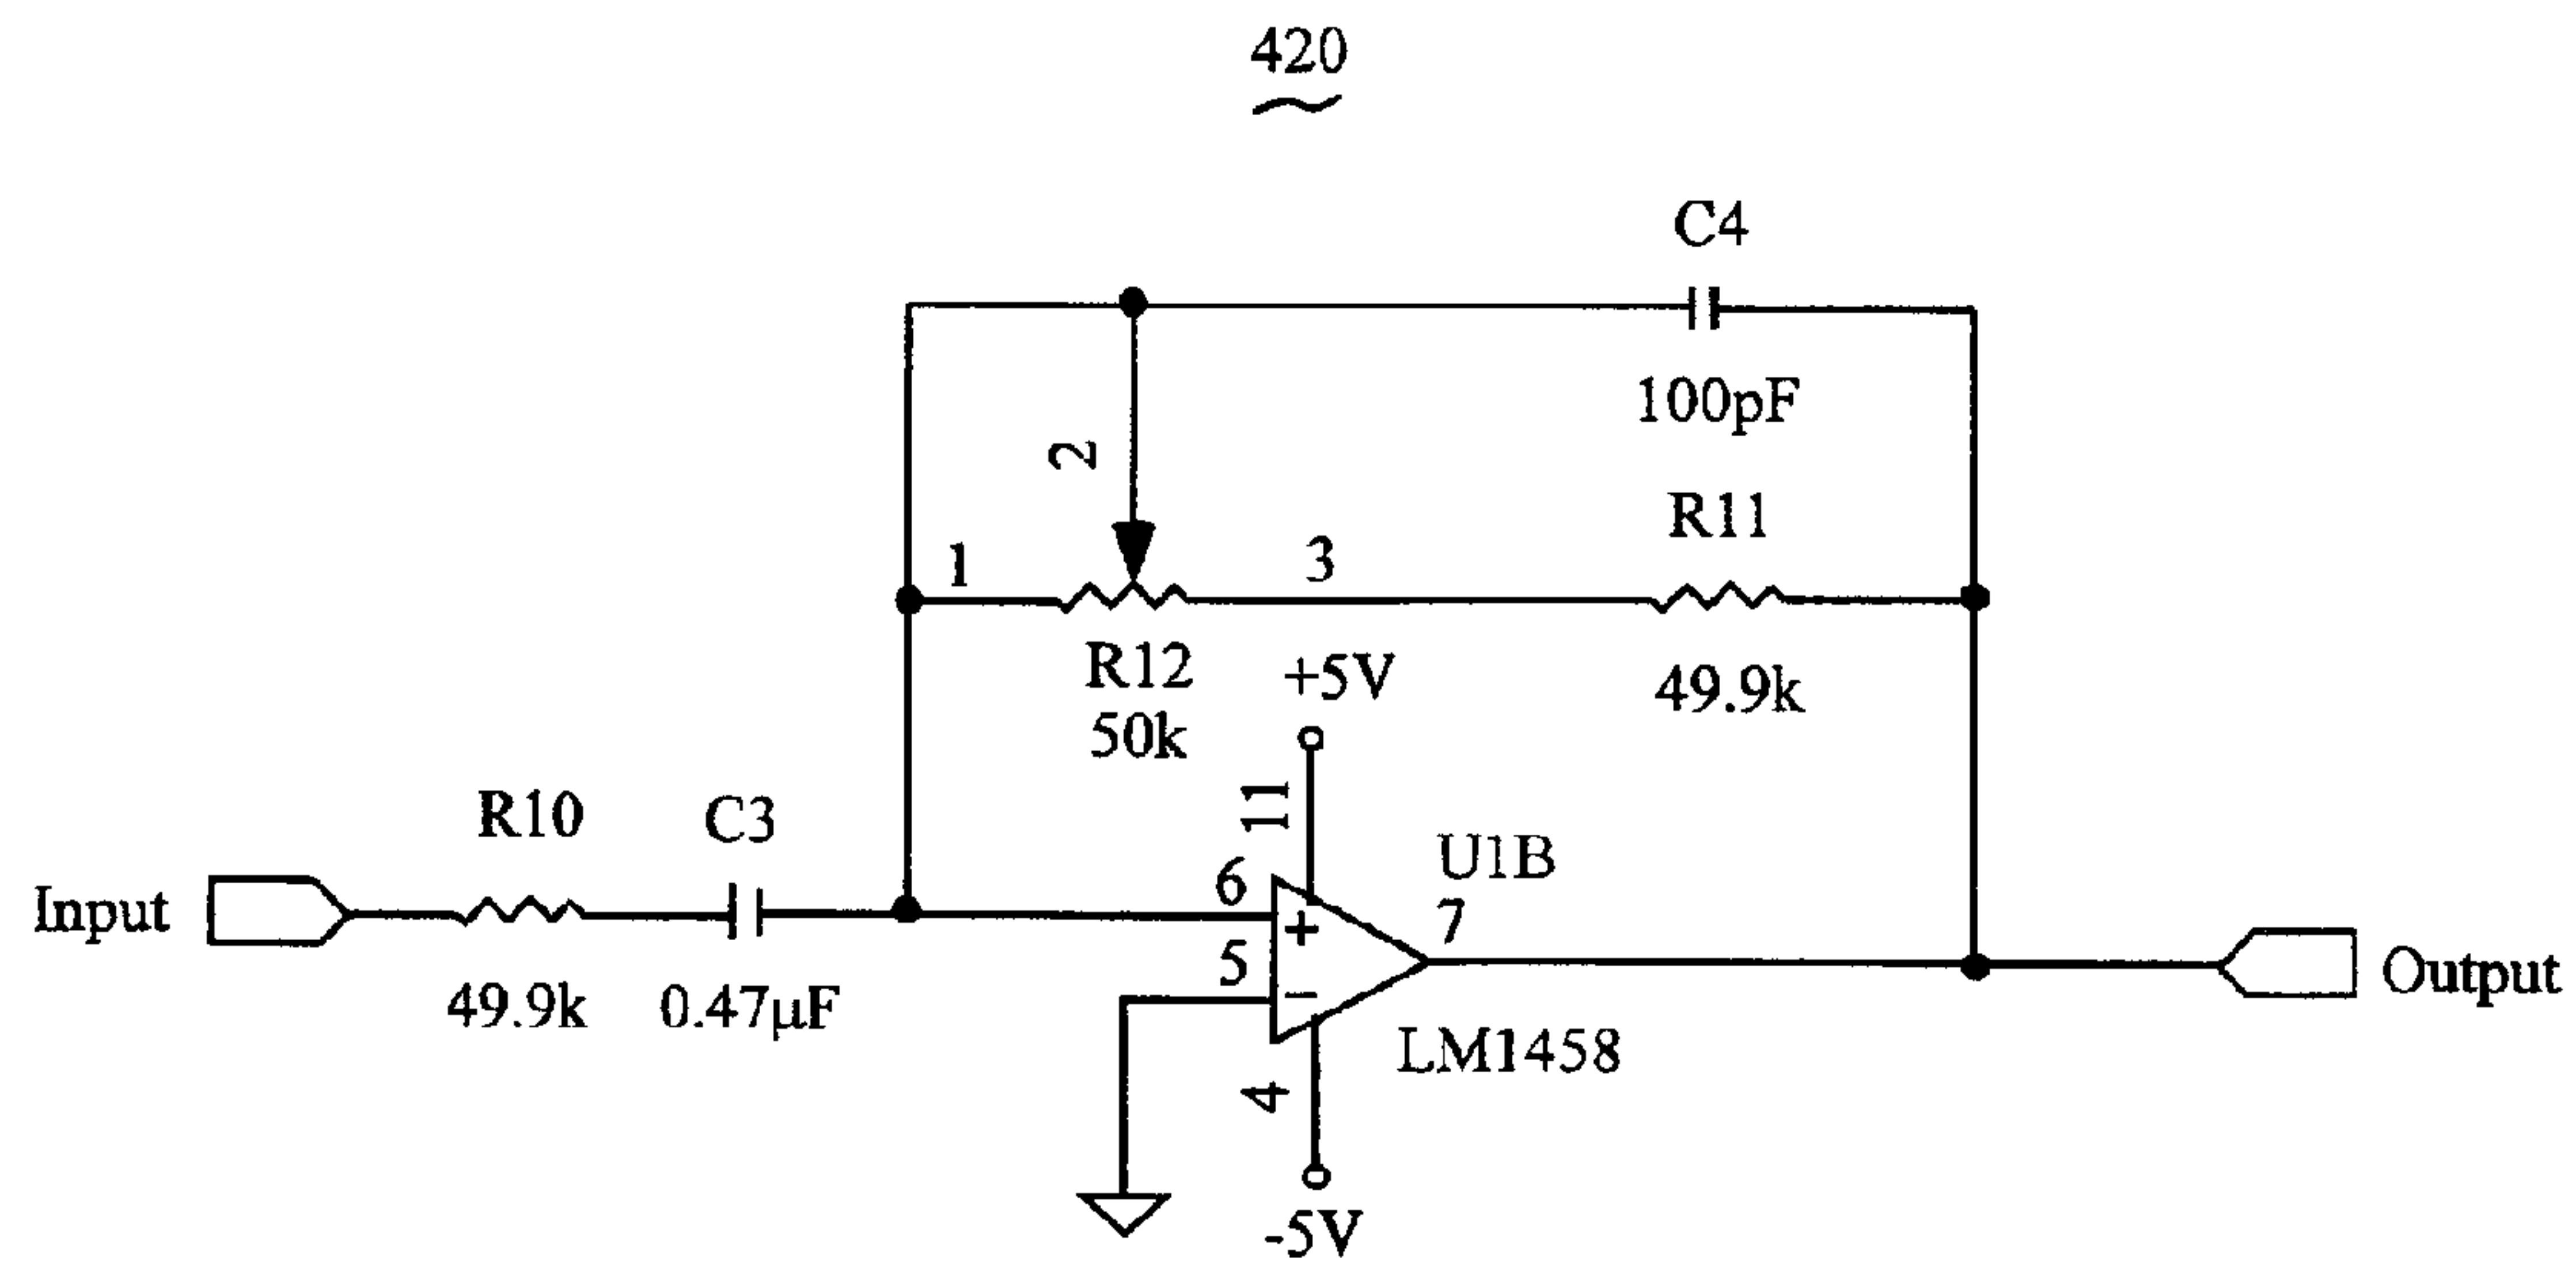 420
C4
100pF
2
R11
1
3
R12
50k
49.9k
+5V
11
R10
C3
U1B
6
7
Input
+
5
-
Output
49.9k
0.47µF
LM1458
4
-5V